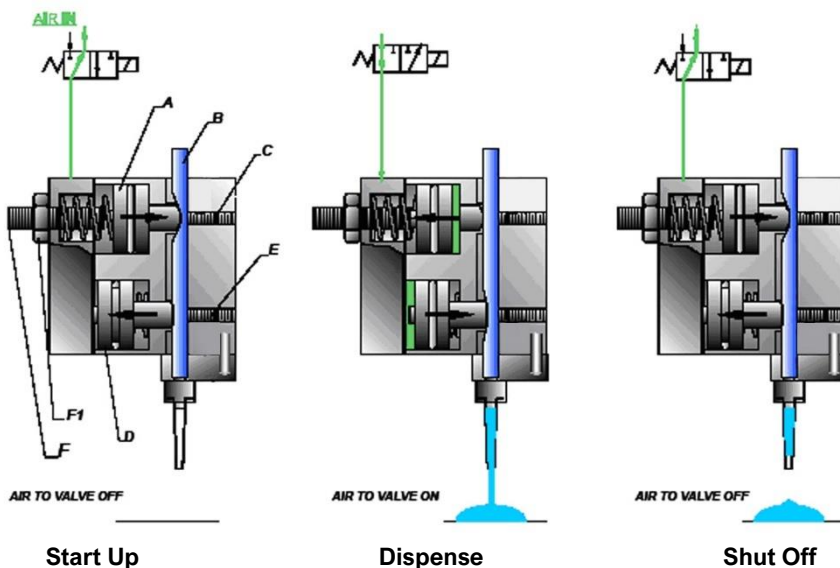 AIR IN
A
B
C
E
F1
D
F
AIR TO VALVE OFF
AIR TO VALVE ON
AIR TO VALVE OFF
Start Up
Dispense
Shut Off